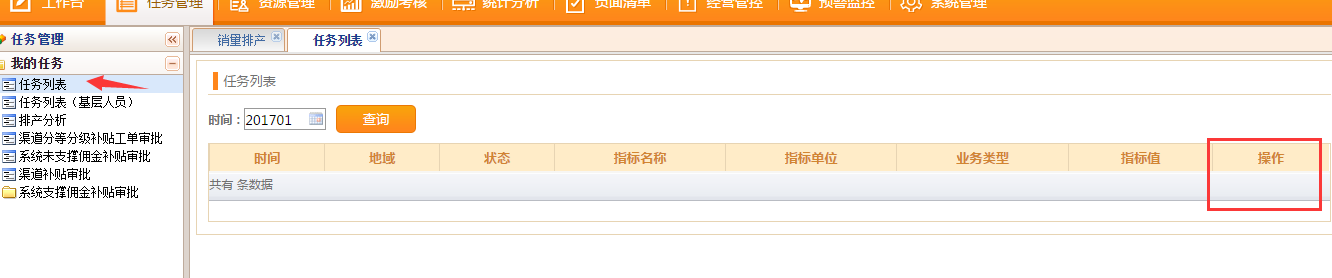 工作台 任务管理 资源管理 激励考核 统计分析 负面清单 经营管控 预警监控 系统管理
任务管理
销量排产 任务列表
我的任务
任务列表
任务列表（基层人员）
排产分析
渠道分等分级补贴工单审批
系统未支撑佣金补贴审批
渠道补贴审批
系统支撑佣金补贴审批
任务列表
时间：201701 查询
时间 地域 状态 指标名称 指标单位 业务类型 指标值 操作
共有 条数据